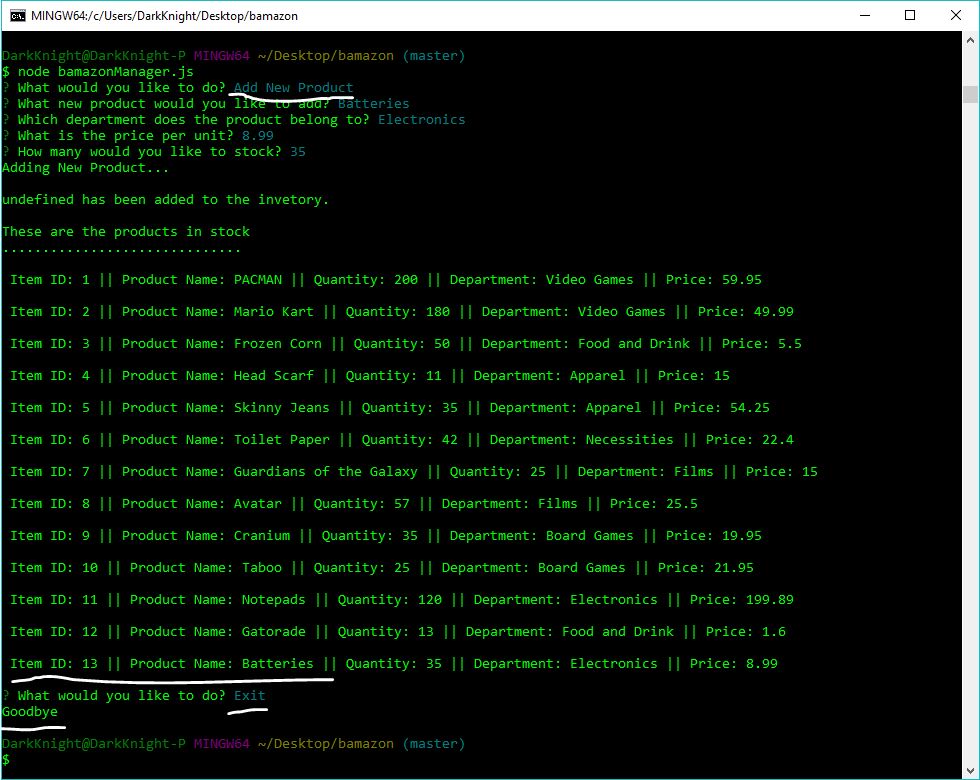 MINGW64:/c/Users/DarkKnight/Desktop/bamazon
DarkKnight@DarkKnight-P MINGW64 ~/Desktop/bamazon (master)
$ node bamazonManager.js
? What would you like to do? Add New Product
? What new product would you like to add? Batteries
? Which department does the product belong to? Electronics
? What is the price per unit? 8.99
? How many would you like to stock? 35
Adding New Product...
undefined has been added to the invetory.
These are the products in stock
..............................
Item ID: 1 || Product Name: PACMAN || Quantity: 200 || Department: Video Games || Price: 59.95
Item ID: 2 || Product Name: Mario Kart || Quantity: 180 || Department: Video Games || Price: 49.99
Item ID: 3 || Product Name: Frozen Corn || Quantity: 50 || Department: Food and Drink || Price: 5.5
Item ID: 4 || Product Name: Head Scarf || Quantity: 11 || Department: Apparel || Price: 15
Item ID: 5 || Product Name: Skinny Jeans || Quantity: 35 || Department: Apparel || Price: 54.25
Item ID: 6 || Product Name: Toilet Paper || Quantity: 42 || Department: Necessities || Price: 22.4
Item ID: 7 || Product Name: Guardians of the Galaxy || Quantity: 25 || Department: Films || Price: 15
Item ID: 8 || Product Name: Avatar || Quantity: 57 || Department: Films || Price: 25.5
Item ID: 9 || Product Name: Cranium || Quantity: 35 || Department: Board Games || Price: 19.95
Item ID: 10 || Product Name: Taboo || Quantity: 25 || Department: Board Games || Price: 21.95
Item ID: 11 || Product Name: Notepads || Quantity: 120 || Department: Electronics || Price: 199.89
Item ID: 12 || Product Name: Gatorade || Quantity: 13 || Department: Food and Drink || Price: 1.6
Item ID: 13 || Product Name: Batteries || Quantity: 35 || Department: Electronics || Price: 8.99
? What would you like to do? Exit
Goodbye
DarkKnight@DarkKnight-P MINGW64 ~/Desktop/bamazon (master)
$